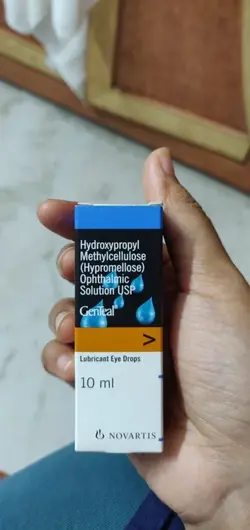 Hydroxypropyl
Methylcellulose
(Hypromellose)
Ophthalmic
Solution USP
GenTeal
>
Lubricant Eye Drops
10 ml
NOVARTIS